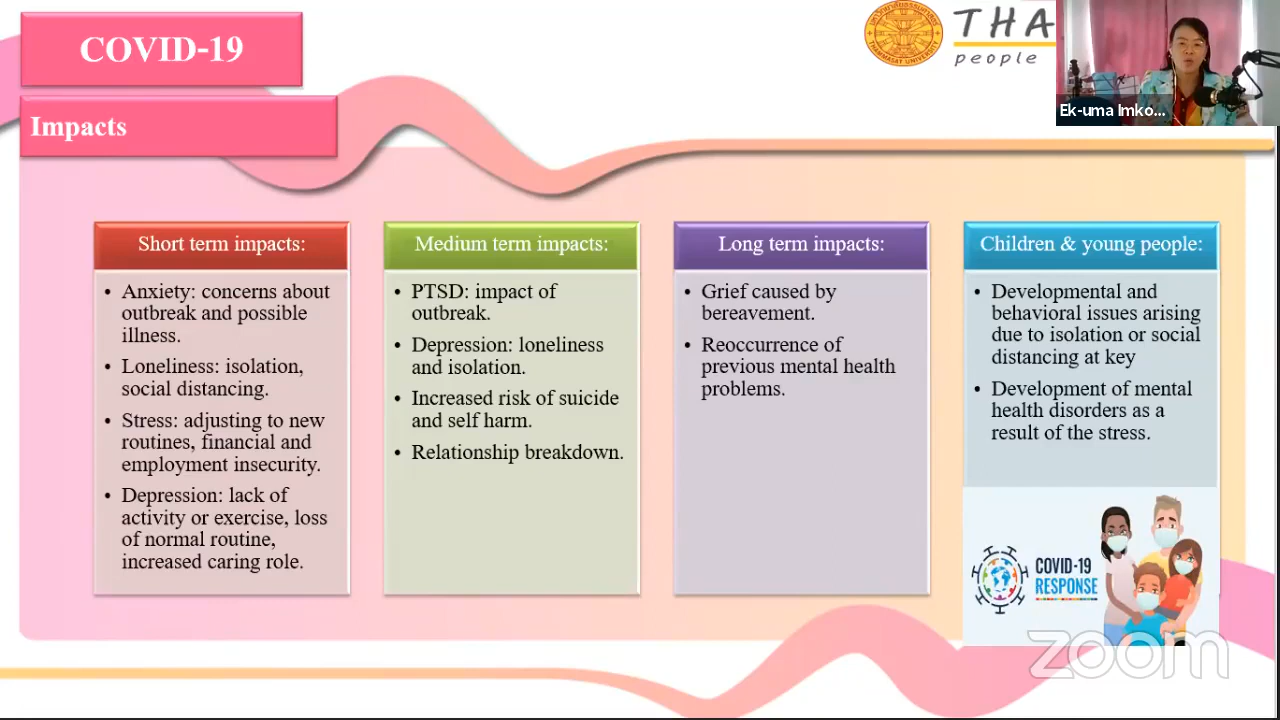 COVID-19
Impacts
THA
people
THAMMASAT UNIVERSITY
Ek-uma Imko...
Short term impacts:
• Anxiety: concerns about
outbreak and possible
illness.
• Loneliness: isolation,
social distancing.
• Stress: adjusting to new
routines, financial and
employment insecurity.
• Depression: lack of
activity or exercise, loss
of normal routine,
increased caring role.
Medium term impacts:
• PTSD: impact of
outbreak.
• Depression: loneliness
and isolation.
• Increased risk of suicide
and self harm.
• Relationship breakdown.
Long term impacts:
• Grief caused by
bereavement.
• Reoccurrence of
previous mental health
problems.
Children & young people:
• Developmental and
behavioral issues arising
due to isolation or social
distancing at key
• Development of mental
health disorders as a
result of the stress.
COVID-19
RESPONSE
zoom